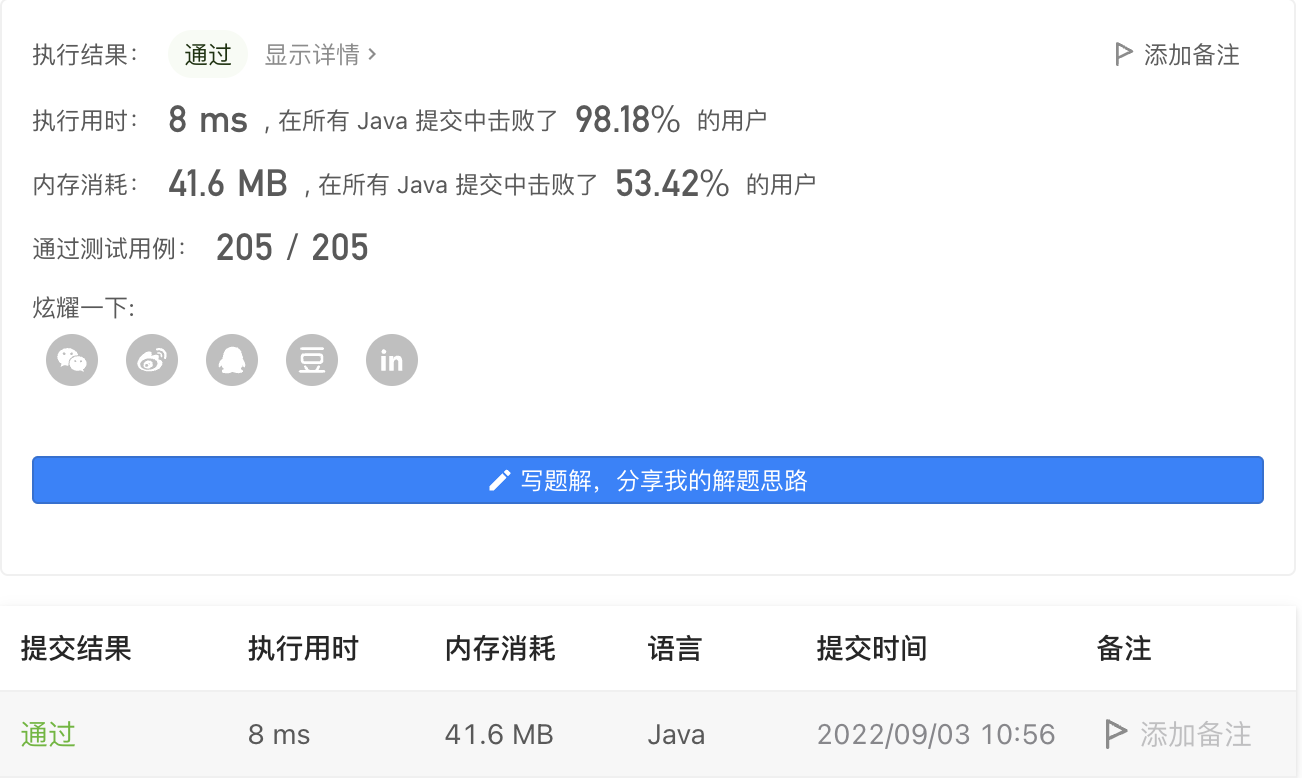 执行结果： 通过 显示详情 > 添加备注
执行用时： 8 ms , 在所有 Java 提交中击败了 98.18% 的用户
内存消耗： 41.6 MB , 在所有 Java 提交中击败了 53.42% 的用户
通过测试用例： 205 / 205
炫耀一下:
in
写题解，分享我的解题思路
提交结果 执行用时 内存消耗 语言 提交时间 备注
通过 8 ms 41.6 MB Java 2022/09/03 10:56 添加备注